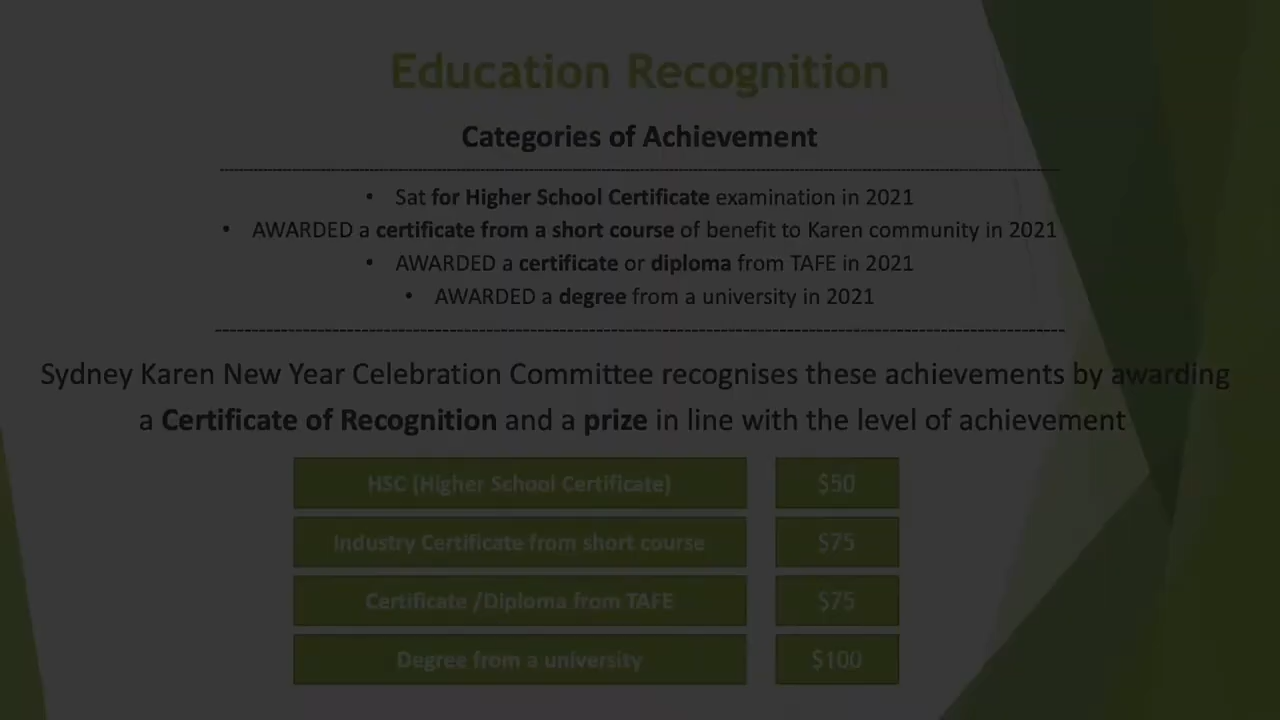 Education Recognition
Categories of Achievement
• Sat for Higher School Certificate examination in 2021
• AWARDED a certificate from a short course of benefit to Karen community in 2021
• AWARDED a certificate or diploma from TAFE in 2021
• AWARDED a degree from a university in 2021
Sydney Karen New Year Celebration Committee recognises these achievements by awarding
a Certificate of Recognition and a prize in line with the level of achievement
HSC (Higher School Certificate) $50
Industry Certificate from short course $75
Certificate /Diploma from TAFE $75
Degree from a university $100